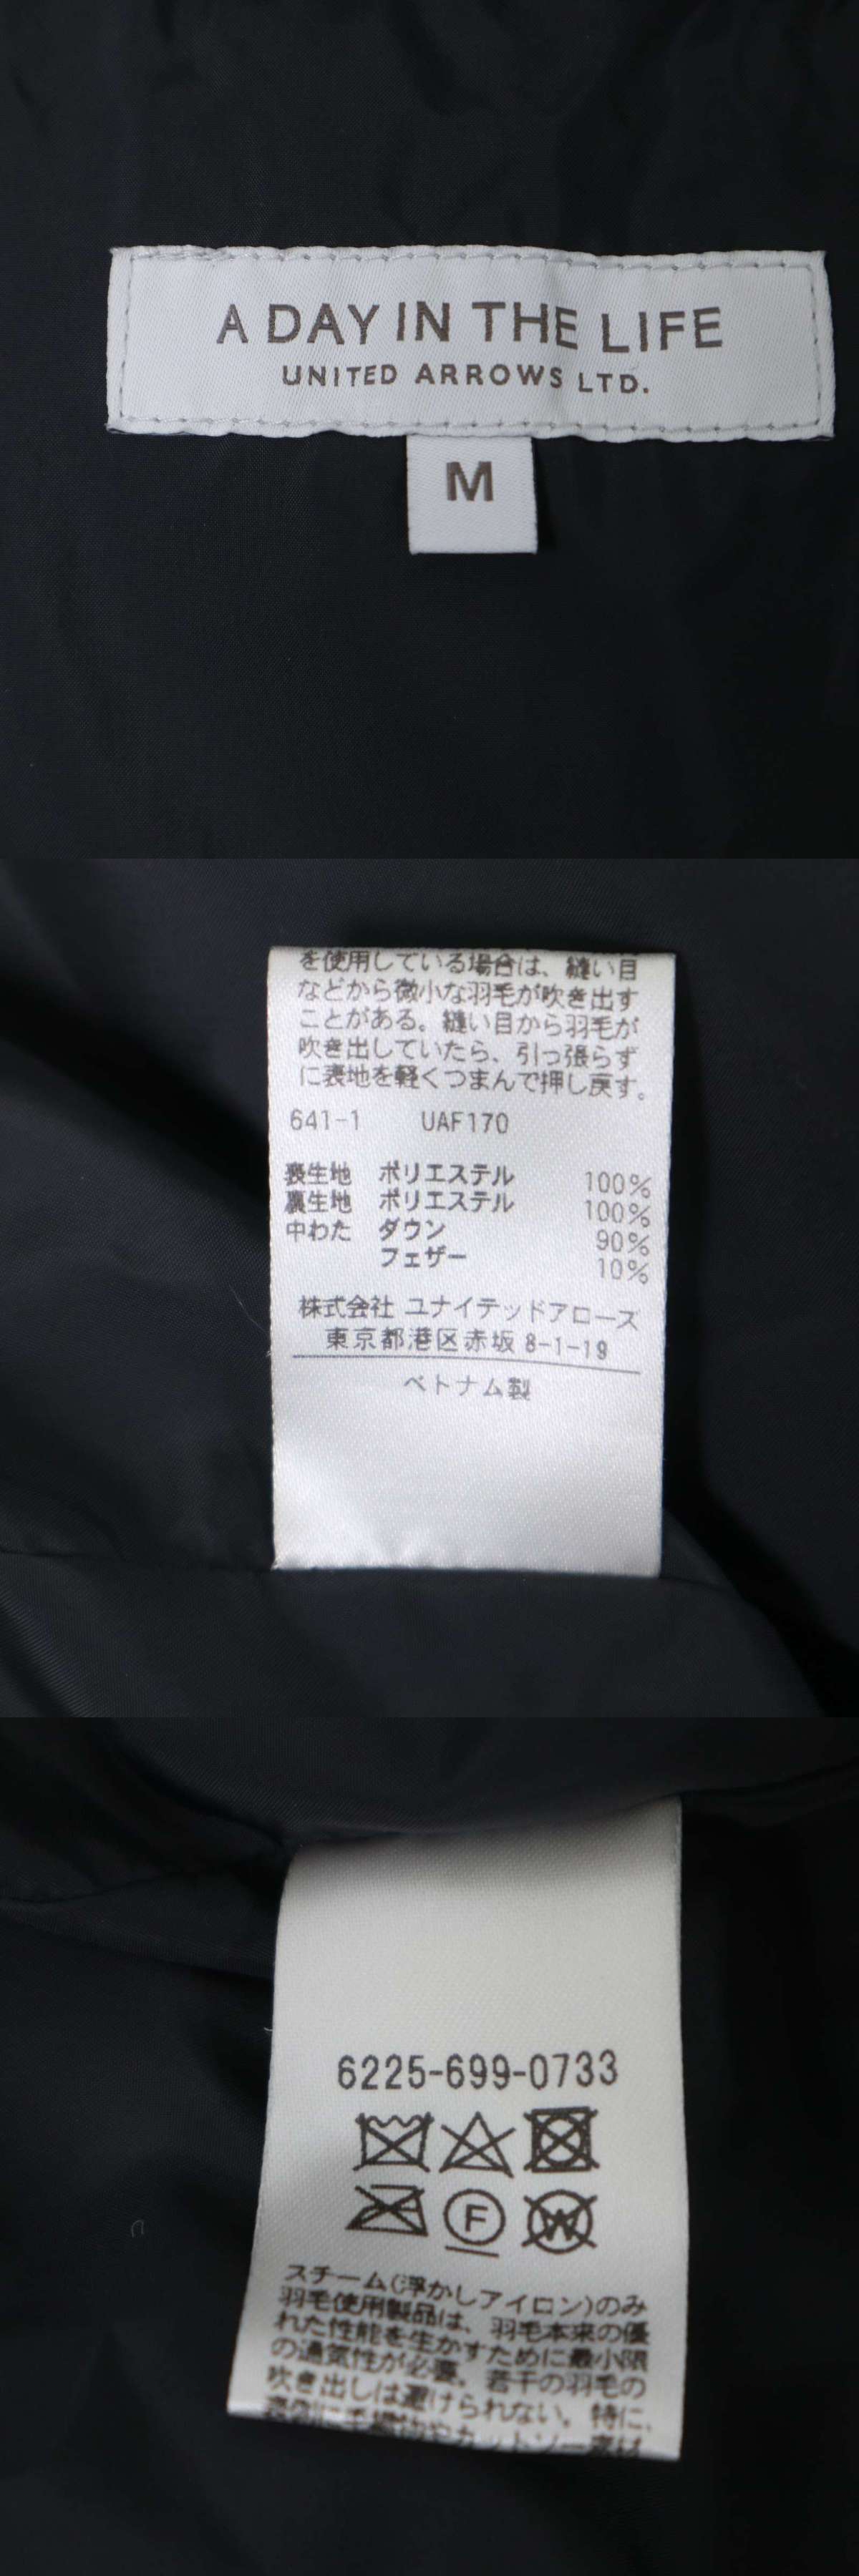 A DAY IN THE LIFE
UNITED ARROWS LTD.
M
を使用している場合は、縫い目
などから微小な羽毛が吹き出す
ことがある。縫い目から羽毛が
吹き出していたら、引っ張らず
に表地を軽くつまんで押し戻す。
641-1 UAF170
表生地 ポリエステル 100%
裏生地 ポリエステル 100%
中わた ダウン 90%
フェザー 10%
株式会社 ユナイテッドアローズ
東京都港区赤坂 8-1-19
ベトナム製
6225-699-0733
F
W
スチーム(浮かしアイロン)のみ
羽毛使用製品は、羽毛本来の優
れた性能を生かすために最小限
の通気性が必要。若干の羽毛の
吹き出しは避けられない。特に、